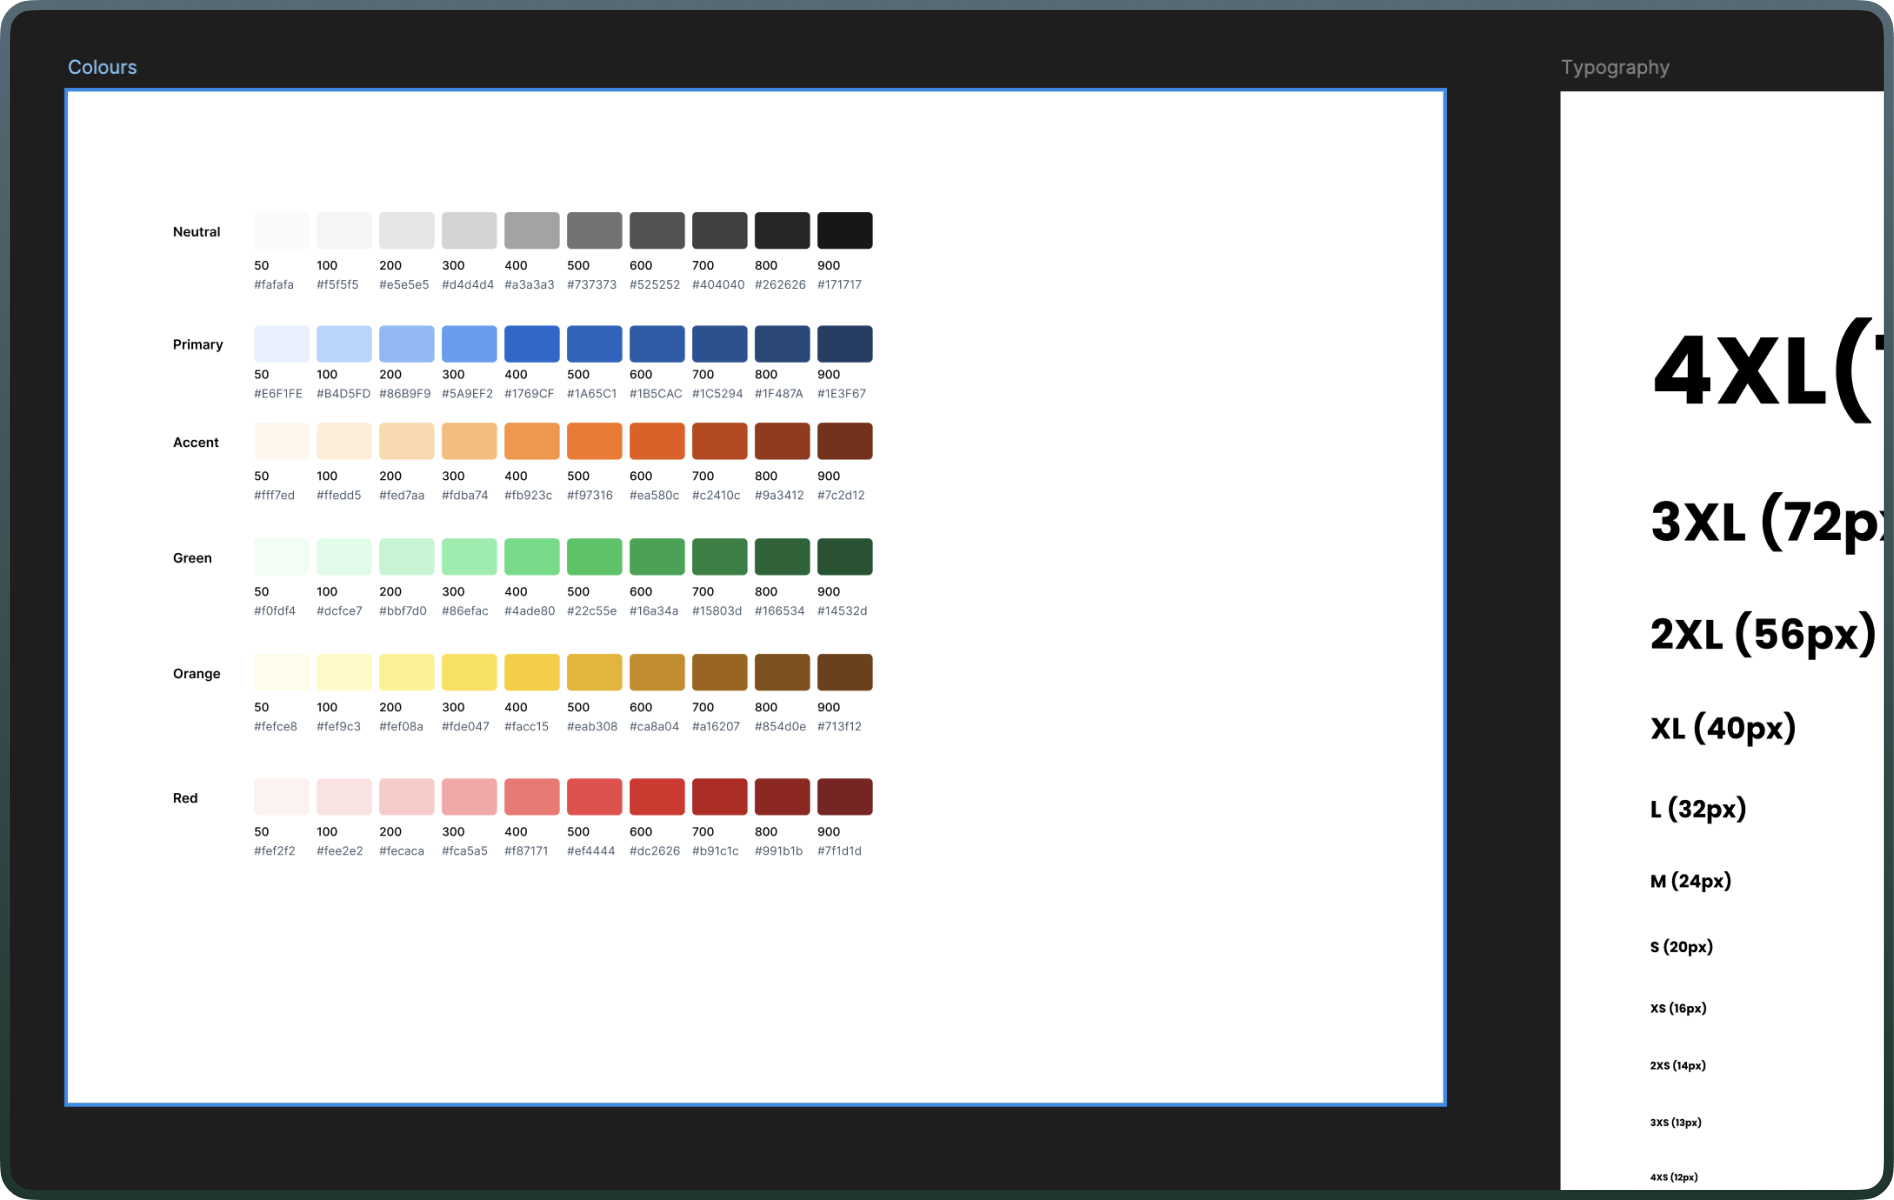 Colours
Neutral
50 100 200 300 400 500 600 700 800 900
#fafafa #f5f5f5 #e5e5e5 #d4d4d4 #a3a3a3 #737373 #525252 #404040 #262626 #171717
Primary
50 100 200 300 400 500 600 700 800 900
#E6F1FE #B4D5FD #86B9F9 #5A9EF2 #1769CF #1A65C1 #1B5CAC #1C5294 #1F487A #1E3F67
Accent
50 100 200 300 400 500 600 700 800 900
#fff7ed #ffedd5 #fed7aa #fdba74 #fb923c #f97316 #ea580c #c2410c #9a3412 #7c2d12
Green
50 100 200 300 400 500 600 700 800 900
#f0fdf4 #dcfce7 #bbf7d0 #86efac #4ade80 #22c55e #16a34a #15803d #166534 #14532d
Orange
50 100 200 300 400 500 600 700 800 900
#fefce8 #fef9c3 #fef08a #fde047 #facc15 #eab308 #ca8a04 #a16207 #854d0e #713f12
Red
50 100 200 300 400 500 600 700 800 900
#fef2f2 #fee2e2 #fecaca #fca5a5 #f87171 #ef4444 #dc2626 #b91c1c #991b1b #7f1d1d
Typography
4XL(
3XL (72px
2XL (56px)
XL (40px)
L (32px)
M (24px)
S (20px)
XS (16px)
2XS (14px)
3XS (13px)
4XS (12px)